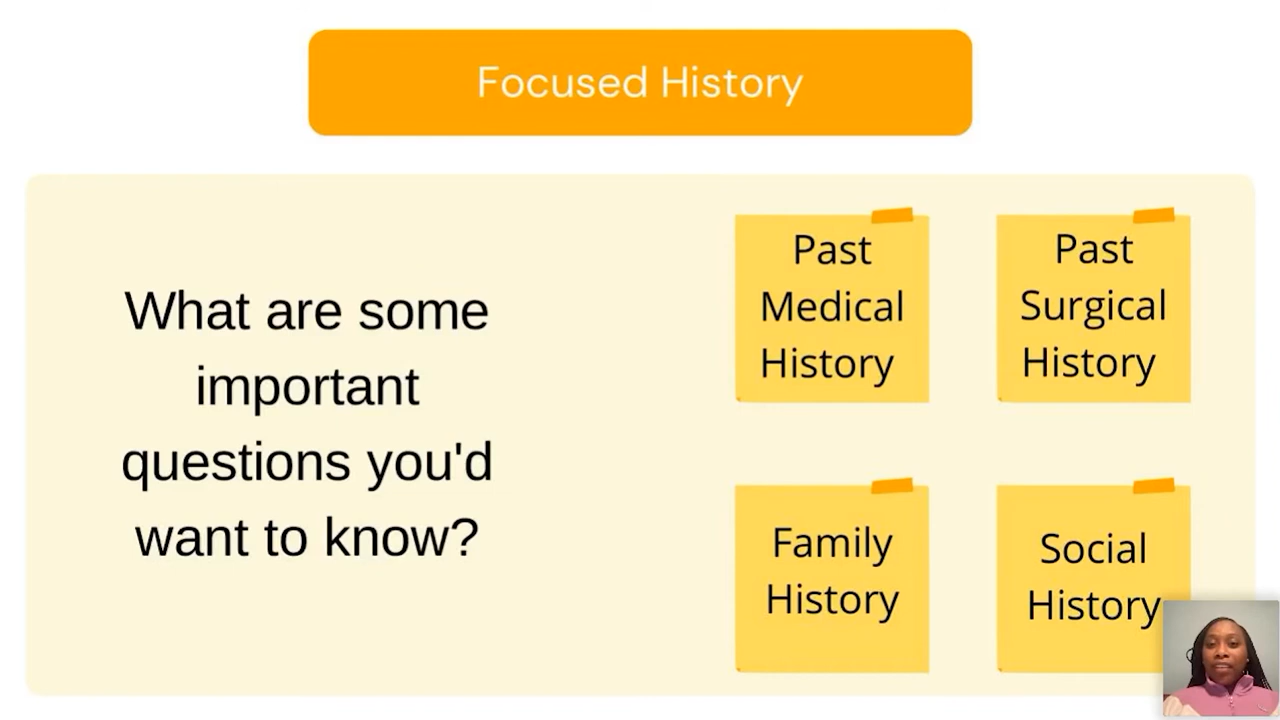 Focused History
What are some
important
questions you'd
want to know?
Past
Medical
History
Past
Surgical
History
Family
History
Social
History